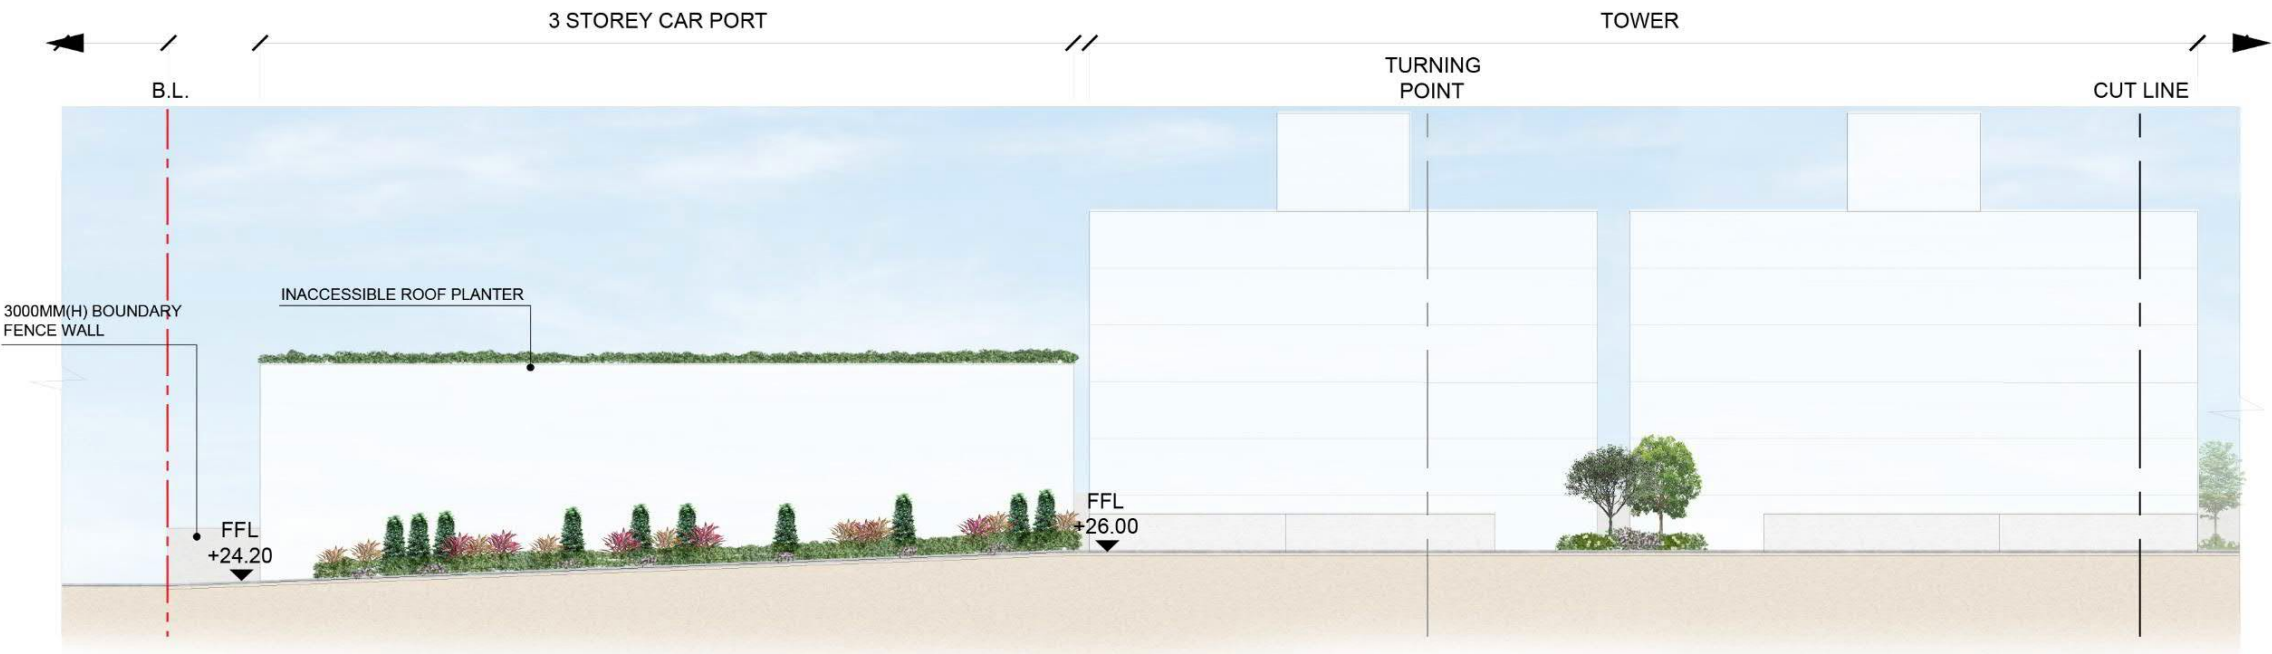 3 STOREY CAR PORT
TOWER
TURNING
POINT
B.L.
CUT LINE
INACCESSIBLE ROOF PLANTER
3000MM(H) BOUNDARY
FENCE WALL
FFL
+26.00
FFL
+24.20